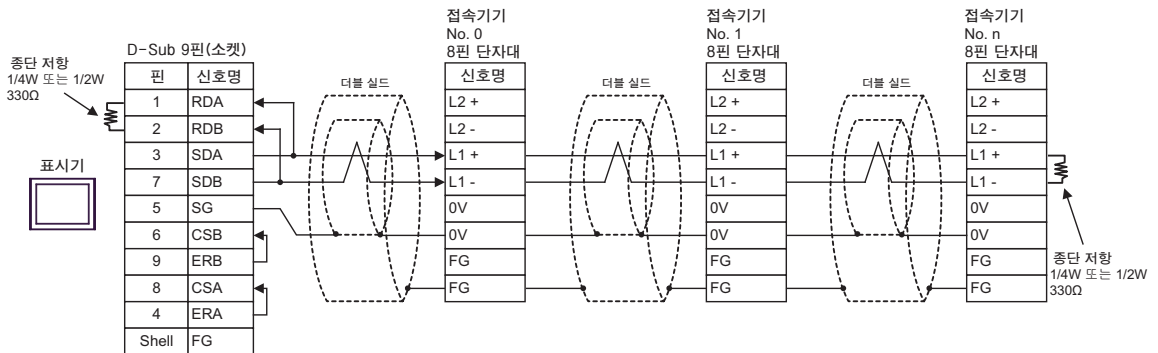 종단 저항
1/4W 또는 1/2W
330Ω
표시기
D-Sub 9핀(소켓)
핀 신호명
1 RDA
2 RDB
3 SDA
7 SDB
5 SG
6 CSB
9 ERB
8 CSA
4 ERA
Shell FG
더블 실드
접속기기
No. 0
8핀 단자대
신호명
L2 +
L2 -
L1 +
L1 -
0V
0V
FG
FG
더블 실드
접속기기
No. 1
8핀 단자대
신호명
L2 +
L2 -
L1 +
L1 -
0V
0V
FG
FG
더블 실드
접속기기
No. n
8핀 단자대
신호명
L2 +
L2 -
L1 +
L1 -
0V
0V
FG
FG
종단 저항
1/4W 또는 1/2W
330Ω